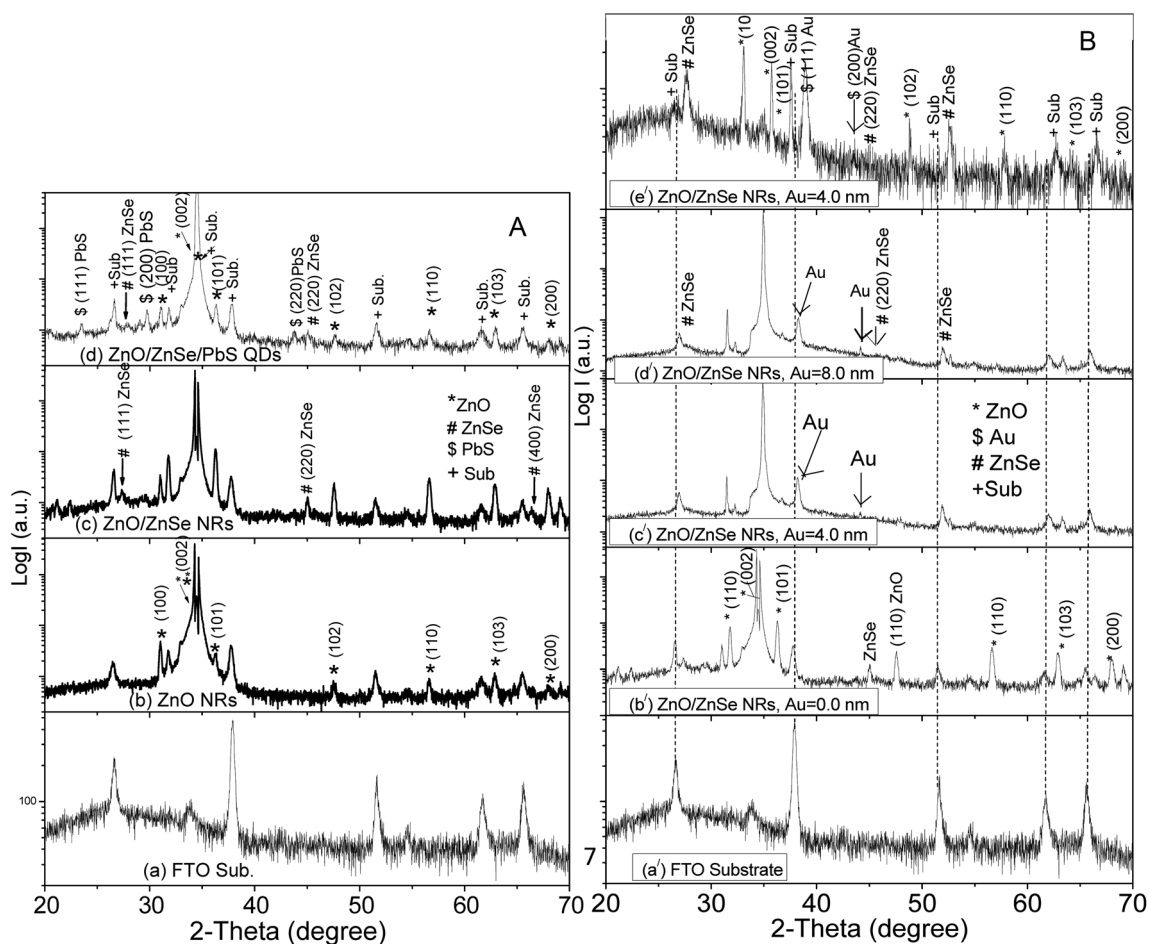 A
$ (111) PbS
+Sub
# (111) ZnSe
$ (200) PbS
* (100)
+Sub
* (002)
+ Sub.
*
*(101)
+ Sub.
$ (220)PbS
# (220) ZnSe
* (102)
+ Sub.
* (110)
+ Sub.
* (103)
+ Sub.
* (200)
(d) ZnO/ZnSe/PbS QDs
# (111) ZnSe
# (220) ZnSe
*ZnO
# ZnSe
$ PbS
+ Sub
# (400) ZnSe
(c) ZnO/ZnSe NRs
* (100)
(002)
* (101)
* (102)
* (110)
* (103)
* (200)
(b) ZnO NRs
100
(a) FTO Sub.
LogI (a.u.)
20 30 40 50 60 70
2-Theta (degree)
B
+ Sub
# ZnSe
*(10
* (002)
* (101)
+ Sub
$ (111) Au
$ (200)Au
# (220) ZnSe
* (102)
+ Sub
# ZnSe
* (110)
+ Sub
* (103)
+ Sub
* (200)
(e/) ZnO/ZnSe NRs, Au=4.0 nm
# ZnSe
Au
Au
# (220) ZnSe
# ZnSe
(d/) ZnO/ZnSe NRs, Au=8.0 nm
Au
Au
* ZnO
$ Au
# ZnSe
+Sub
(c/) ZnO/ZnSe NRs, Au=4.0 nm
* (110)
* (002)
* (101)
ZnSe
(110) ZnO
* (110)
* (103)
* (200)
(b/) ZnO/ZnSe NRs, Au=0.0 nm
7
(a/) FTO Substrate
Log I (a.u.)
20 30 40 50 60 70
2-Theta (degree)